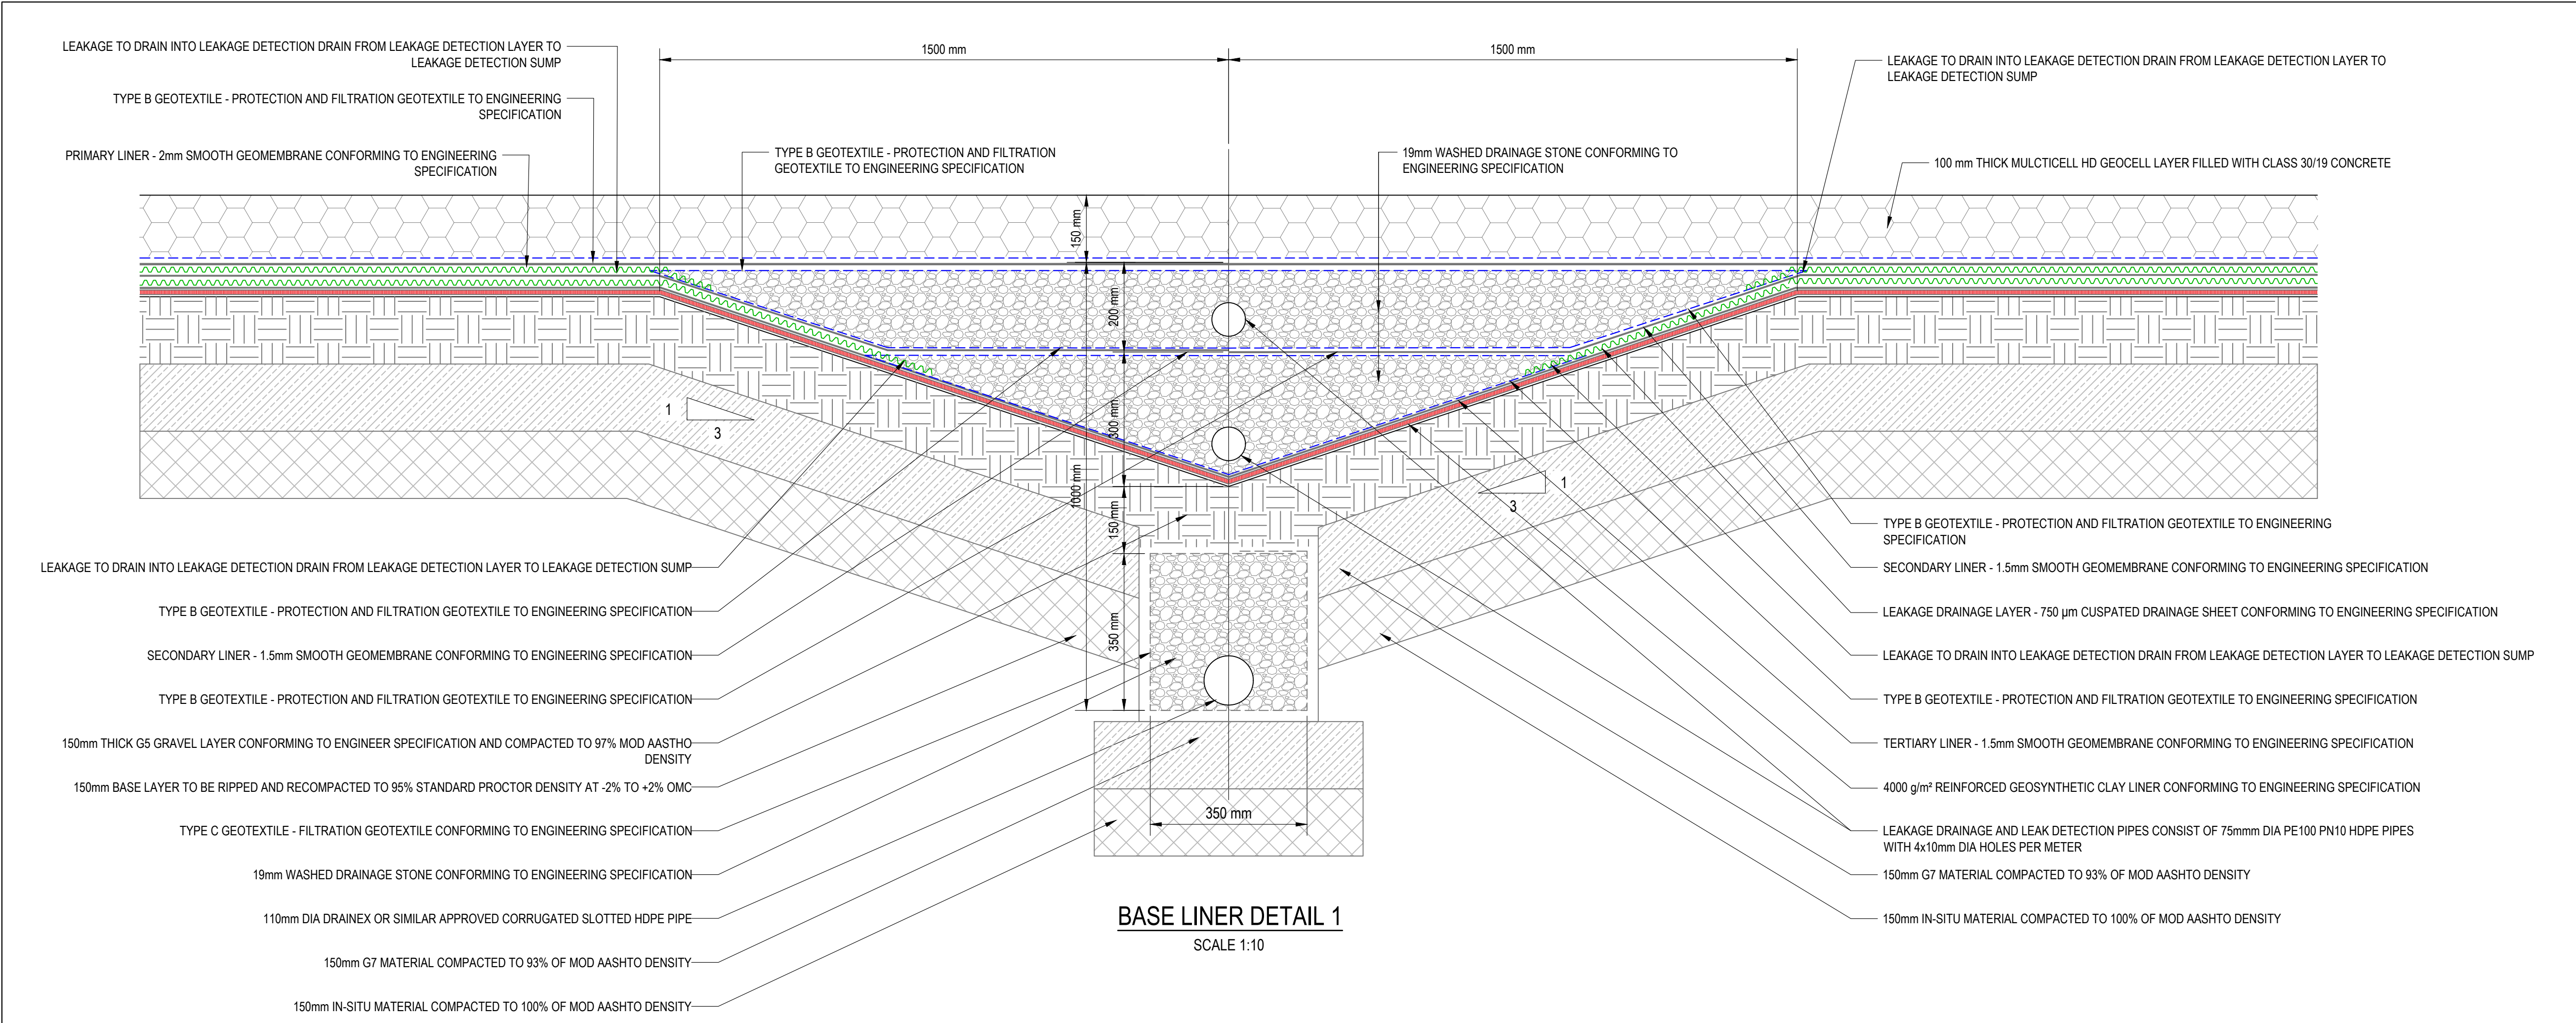 LEAKAGE TO DRAIN INTO LEAKAGE DETECTION DRAIN FROM LEAKAGE DETECTION LAYER TO
LEAKAGE DETECTION SUMP
TYPE B GEOTEXTILE - PROTECTION AND FILTRATION GEOTEXTILE TO ENGINEERING
SPECIFICATION
PRIMARY LINER - 2mm SMOOTH GEOMEMBRANE CONFORMING TO ENGINEERING
SPECIFICATION
1500 mm
1500 mm
TYPE B GEOTEXTILE - PROTECTION AND FILTRATION
GEOTEXTILE TO ENGINEERING SPECIFICATION
19mm WASHED DRAINAGE STONE CONFORMING TO
ENGINEERING SPECIFICATION
LEAKAGE TO DRAIN INTO LEAKAGE DETECTION DRAIN FROM LEAKAGE DETECTION LAYER TO
LEAKAGE DETECTION SUMP
100 mm THICK MULCTICELL HD GEOCELL LAYER FILLED WITH CLASS 30/19 CONCRETE
150 mm
200 mm
300 mm
1000 mm
150 mm
350 mm
350 mm
1
3
1
3
LEAKAGE TO DRAIN INTO LEAKAGE DETECTION DRAIN FROM LEAKAGE DETECTION LAYER TO LEAKAGE DETECTION SUMP
TYPE B GEOTEXTILE - PROTECTION AND FILTRATION GEOTEXTILE TO ENGINEERING SPECIFICATION
SECONDARY LINER - 1.5mm SMOOTH GEOMEMBRANE CONFORMING TO ENGINEERING SPECIFICATION
TYPE B GEOTEXTILE - PROTECTION AND FILTRATION GEOTEXTILE TO ENGINEERING SPECIFICATION
150mm THICK G5 GRAVEL LAYER CONFORMING TO ENGINEER SPECIFICATION AND COMPACTED TO 97% MOD AASTHO
DENSITY
150mm BASE LAYER TO BE RIPPED AND RECOMPACTED TO 95% STANDARD PROCTOR DENSITY AT -2% TO +2% OMC
TYPE C GEOTEXTILE - FILTRATION GEOTEXTILE CONFORMING TO ENGINEERING SPECIFICATION
19mm WASHED DRAINAGE STONE CONFORMING TO ENGINEERING SPECIFICATION
110mm DIA DRAINEX OR SIMILAR APPROVED CORRUGATED SLOTTED HDPE PIPE
150mm G7 MATERIAL COMPACTED TO 93% OF MOD AASHTO DENSITY
150mm IN-SITU MATERIAL COMPACTED TO 100% OF MOD AASHTO DENSITY
TYPE B GEOTEXTILE - PROTECTION AND FILTRATION GEOTEXTILE TO ENGINEERING
SPECIFICATION
SECONDARY LINER - 1.5mm SMOOTH GEOMEMBRANE CONFORMING TO ENGINEERING SPECIFICATION
LEAKAGE DRAINAGE LAYER - 750 µm CUSPATED DRAINAGE SHEET CONFORMING TO ENGINEERING SPECIFICATION
LEAKAGE TO DRAIN INTO LEAKAGE DETECTION DRAIN FROM LEAKAGE DETECTION LAYER TO LEAKAGE DETECTION SUMP
TYPE B GEOTEXTILE - PROTECTION AND FILTRATION GEOTEXTILE TO ENGINEERING SPECIFICATION
TERTIARY LINER - 1.5mm SMOOTH GEOMEMBRANE CONFORMING TO ENGINEERING SPECIFICATION
4000 g/m² REINFORCED GEOSYNTHETIC CLAY LINER CONFORMING TO ENGINEERING SPECIFICATION
LEAKAGE DRAINAGE AND LEAK DETECTION PIPES CONSIST OF 75mmm DIA PE100 PN10 HDPE PIPES
WITH 4x10mm DIA HOLES PER METER
150mm G7 MATERIAL COMPACTED TO 93% OF MOD AASHTO DENSITY
150mm IN-SITU MATERIAL COMPACTED TO 100% OF MOD AASHTO DENSITY
BASE LINER DETAIL 1
SCALE 1:10